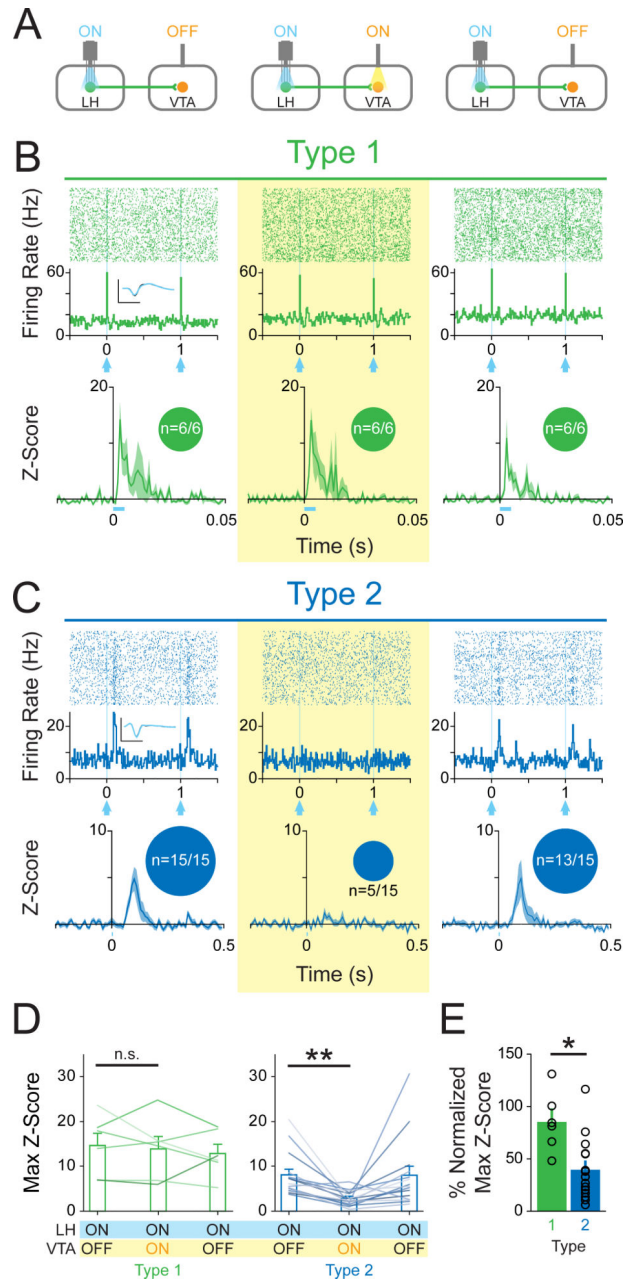 A
ON OFF ON ON ON OFF
LH VTA LH VTA LH VTA
B
Type 1
Firing Rate (Hz)
60
0
0 1 0 1 0 1
Z-Score
20 20 20
n=6/6 n=6/6 n=6/6
0
0 0.05 0 0.05 0 0.05
Time (s)
C
Type 2
Firing Rate (Hz)
20
0
0 1 0 1 0 1
Z-Score
10 10 10
n=15/15 n=5/15 n=13/15
0
0 0.5 0 0.5 0 0.5
Time (s)
D
Max Z-Score
30 30
20 20
10 10
0 0
n.s. **
LH ON ON ON ON ON ON
VTA OFF ON OFF OFF ON OFF
Type 1 Type 2
E
% Normalized
Max Z-Score
150
100
50
0
*
1 2
Type